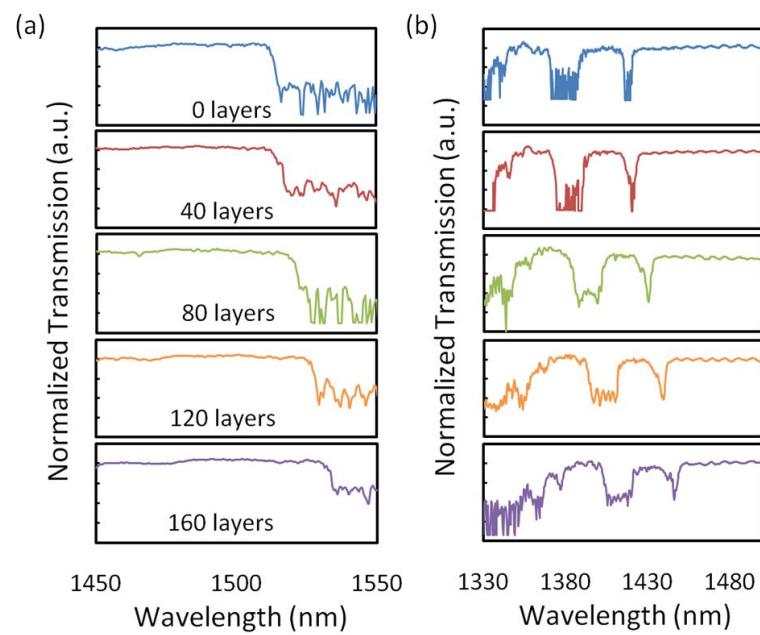 (a)
(b)
Normalized Transmission (a.u.)
0 layers
40 layers
80 layers
120 layers
160 layers
1450 1500 1550
Wavelength (nm)
Normalized Transmission (a.u.)
1330 1380 1430 1480
Wavelength (nm)